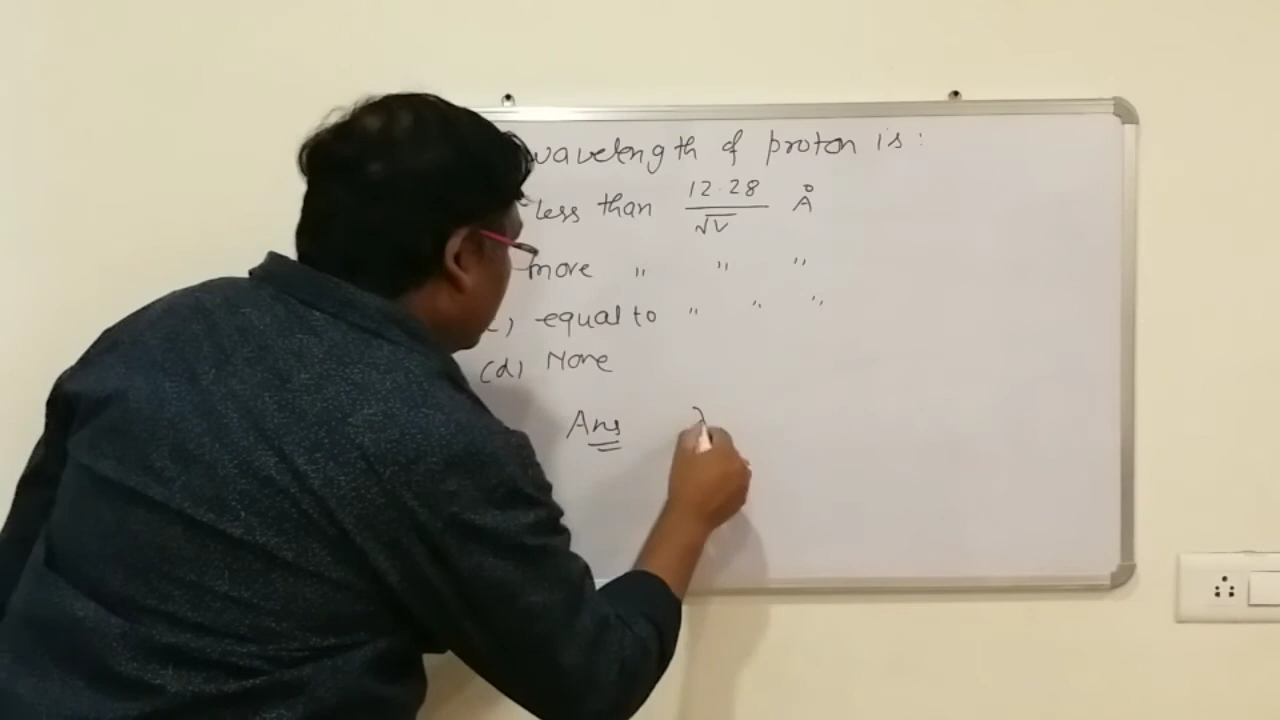 wavelength of proton is:
less than 12.28 / √V Å
more " " "
) equal to " " "
(d) None
Ans λ